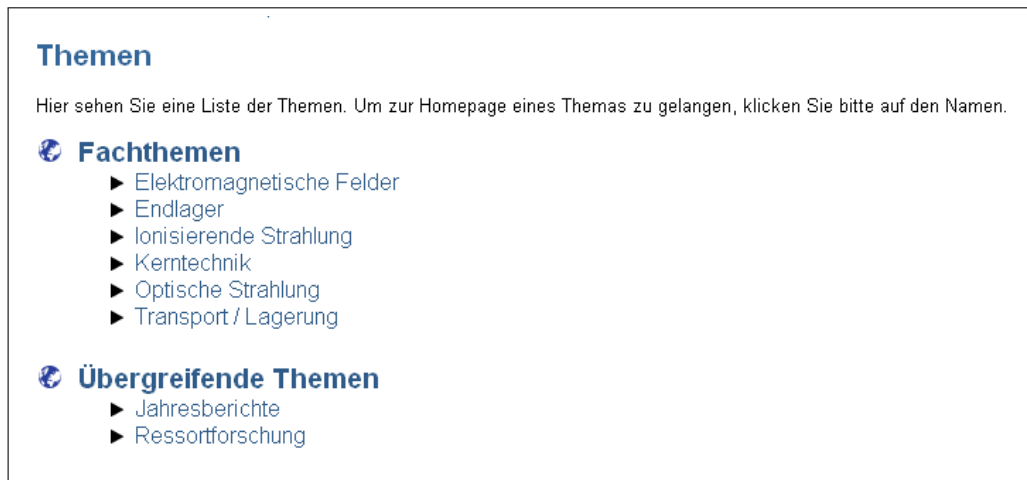 Themen
Hier sehen Sie eine Liste der Themen. Um zur Homepage eines Themas zu gelangen, klicken Sie bitte auf den Namen.
Fachthemen
Elektromagnetische Felder
Endlager
Ionisierende Strahlung
Kerntechnik
Optische Strahlung
Transport / Lagerung
Übergreifende Themen
Jahresberichte
Ressortforschung